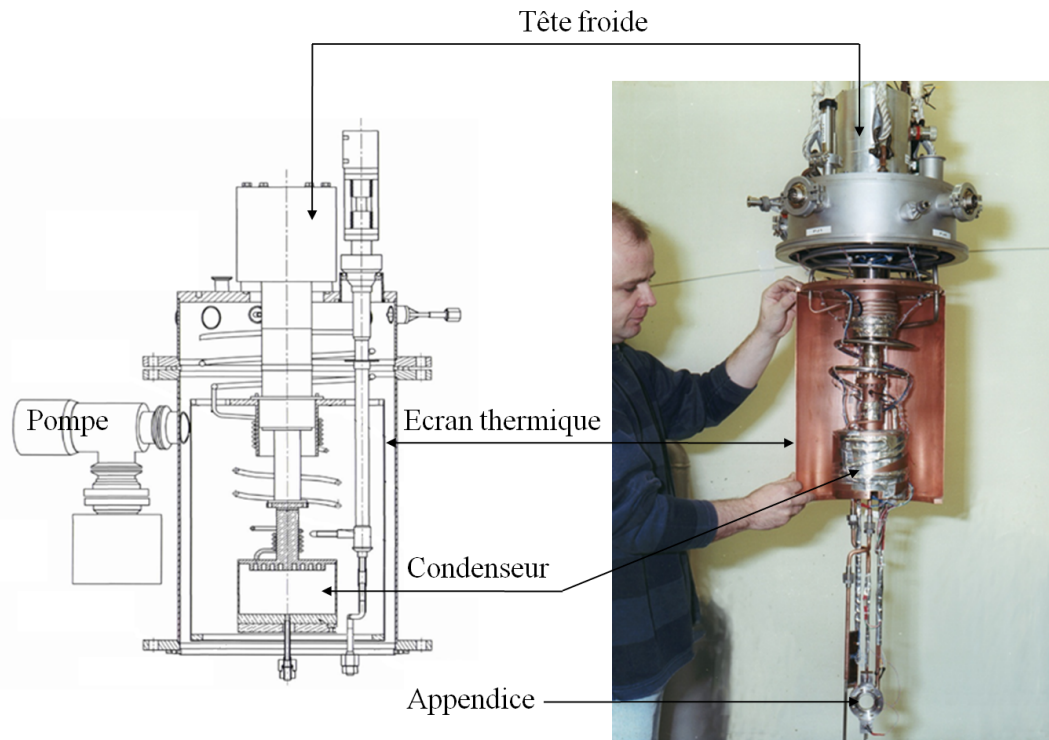 Tête froide
Pompe
Ecran thermique
Condenseur
Appendice